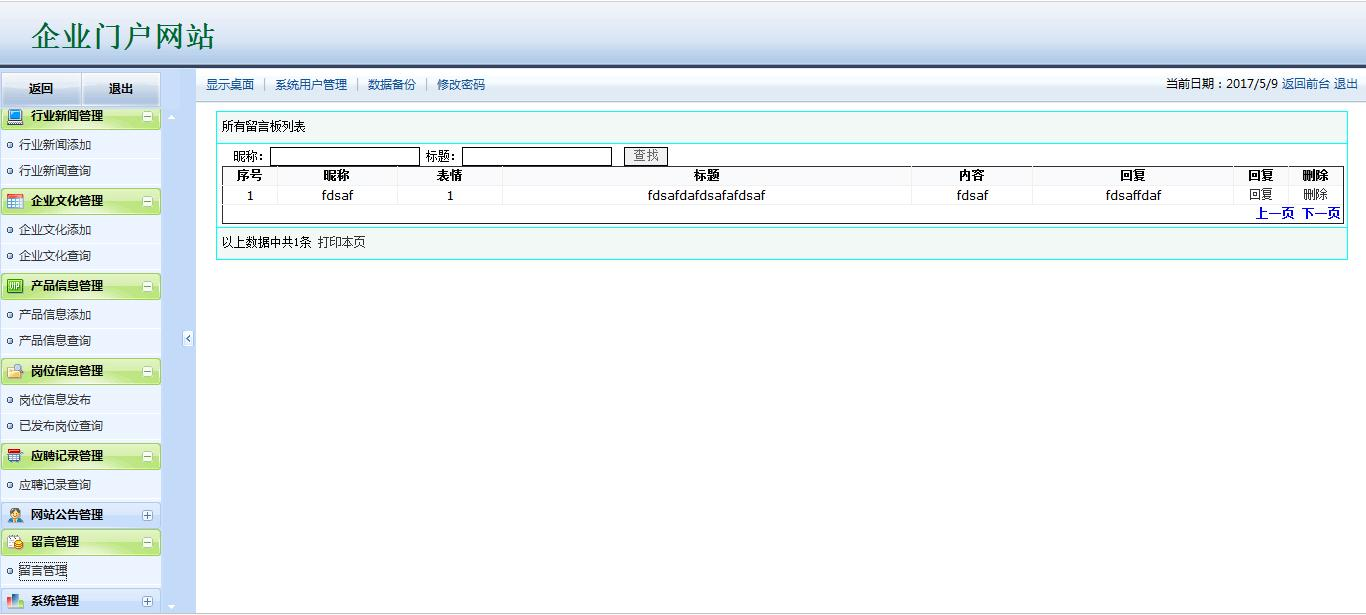 企业门户网站
返回 退出
显示桌面 系统用户管理 数据备份 修改密码
当前日期：2017/5/9 返回前台 退出
行业新闻管理
行业新闻添加
行业新闻查询
企业文化管理
企业文化添加
企业文化查询
产品信息管理
产品信息添加
产品信息查询
岗位信息管理
岗位信息发布
已发布岗位查询
应聘记录管理
应聘记录查询
网站公告管理
留言管理
留言管理
系统管理
所有留言板列表
昵称： 标题： 查找
序号 昵称 表情 标题 内容 回复 回复 删除
1 fdsaf 1 fdsafdafdsafafdsaf fdsaf fdsaffdaf 回复 删除
上一页 下一页
以上数据中共1条 打印本页